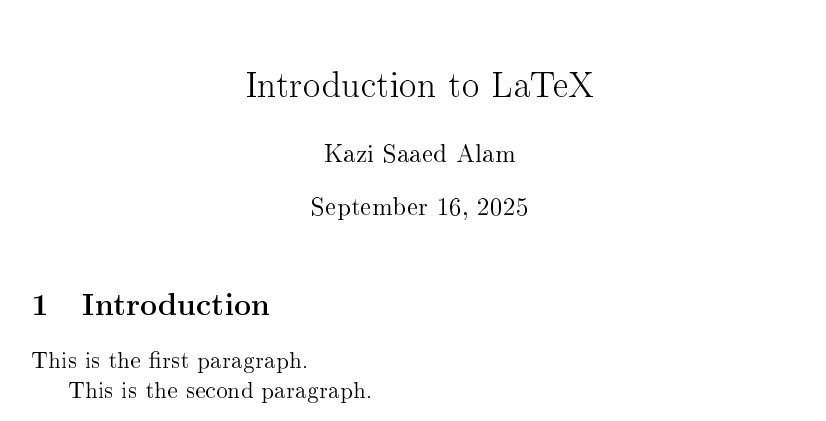 Introduction to LaTeX
Kazi Saaed Alam
September 16, 2025
1 Introduction
This is the first paragraph.
This is the second paragraph.